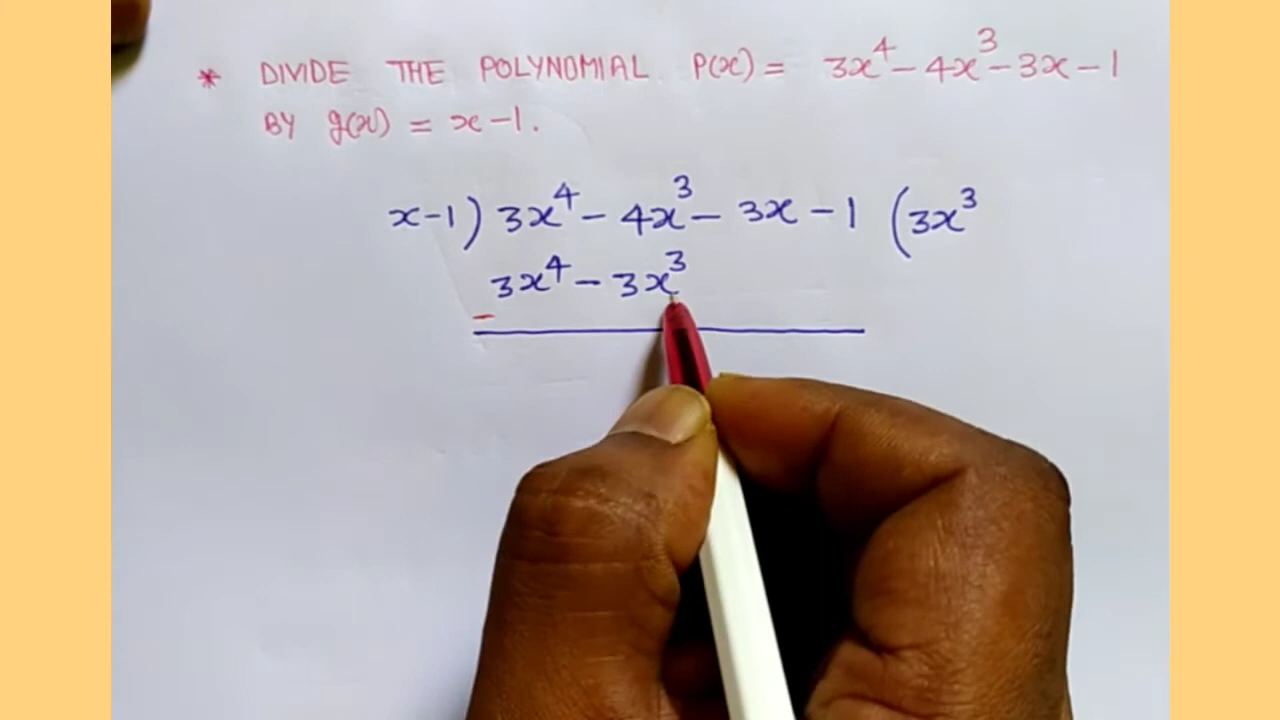 * DIVIDE THE POLYNOMIAL P(x) = 3x⁴ - 4x³ - 3x - 1
BY g(x) = x - 1.
x - 1 ) 3x⁴ - 4x³ - 3x - 1 ( 3x³
3x⁴ - 3x³
-